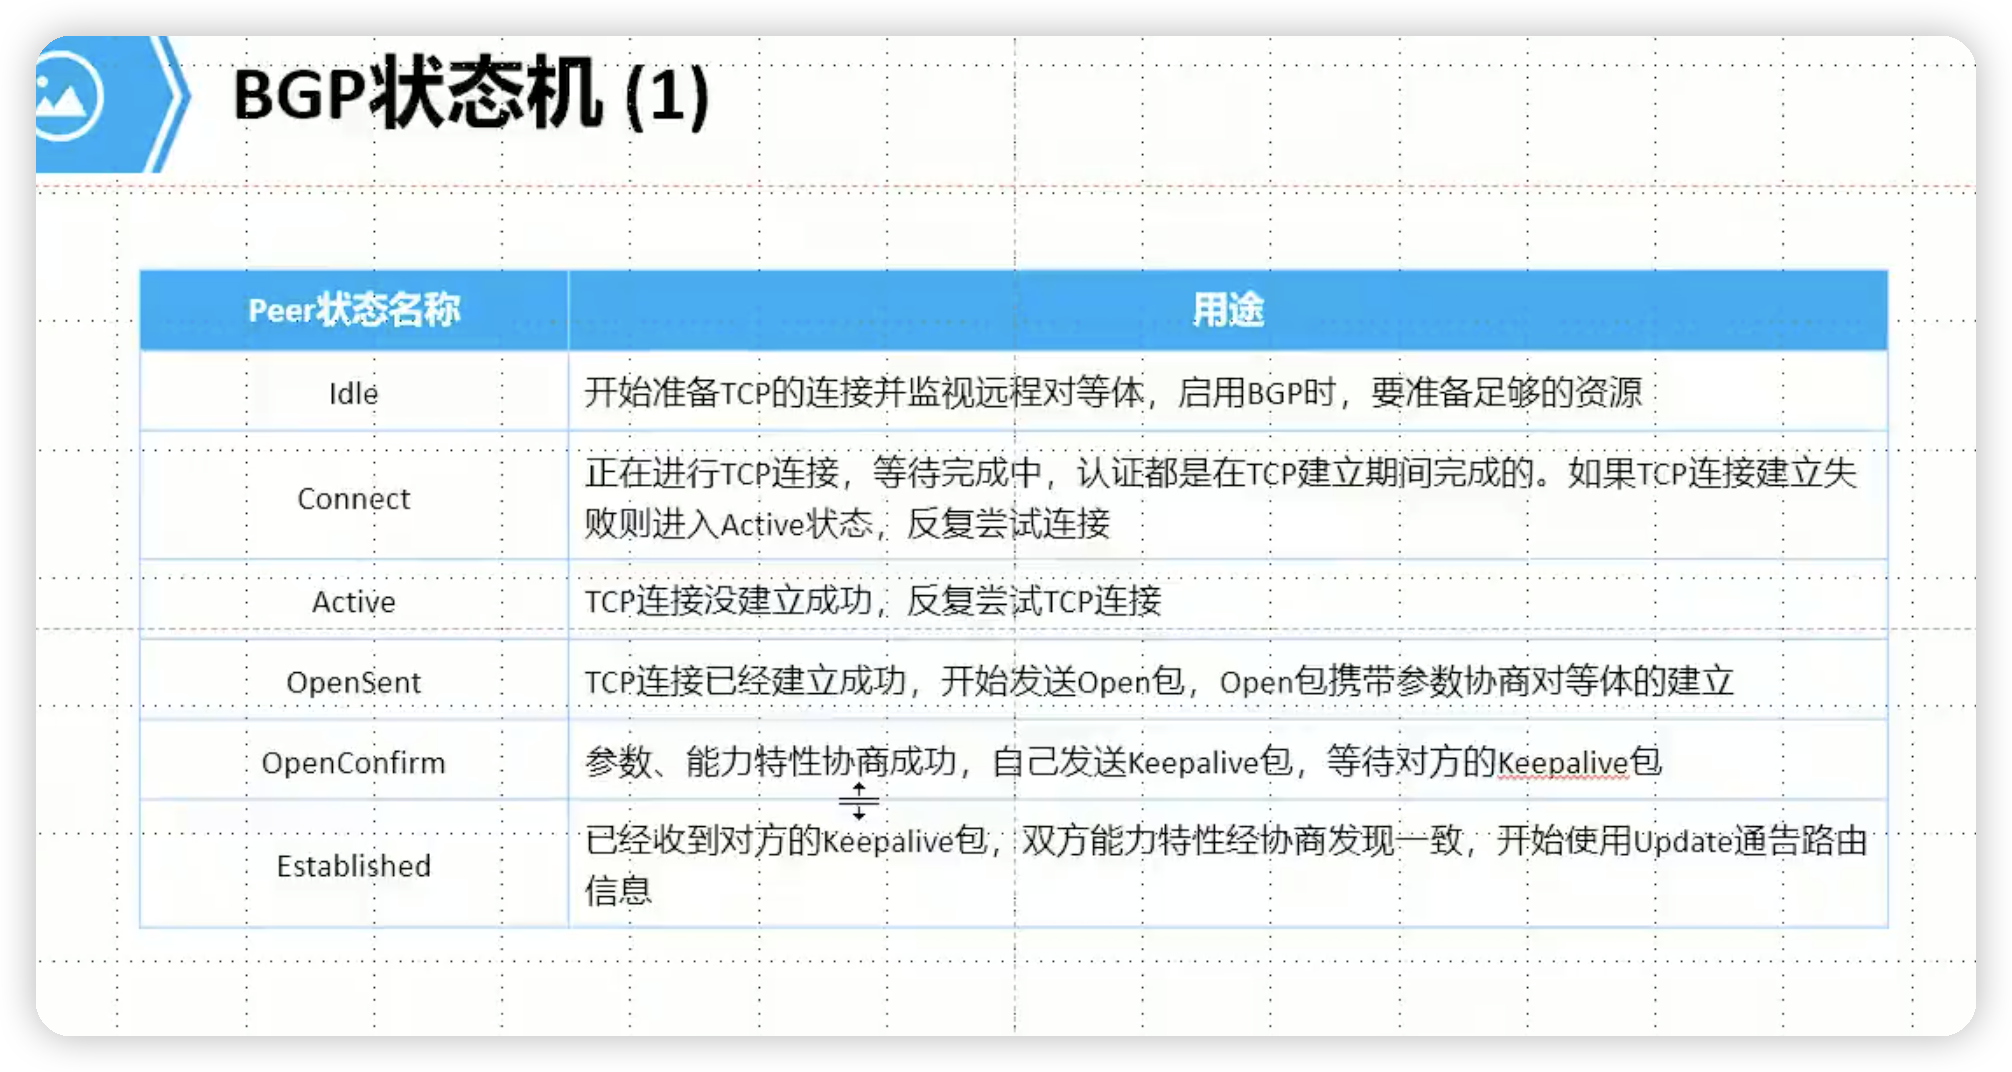 BGP状态机 (1)
Peer状态名称
用途
Idle
开始准备TCP的连接并监视远程对等体，启用BGP时，要准备足够的资源
Connect
正在进行TCP连接，等待完成中，认证都是在TCP建立期间完成的。如果TCP连接建立失
败则进入Active状态，反复尝试连接
Active
TCP连接没建立成功，反复尝试TCP连接
OpenSent
TCP连接已经建立成功，开始发送Open包，Open包携带参数协商对等体的建立
OpenConfirm
参数、能力特性协商成功，自己发送Keepalive包，等待对方的Keepalive包
Established
已经收到对方的Keepalive包，双方能力特性经协商发现一致，开始使用Update通告路由
信息